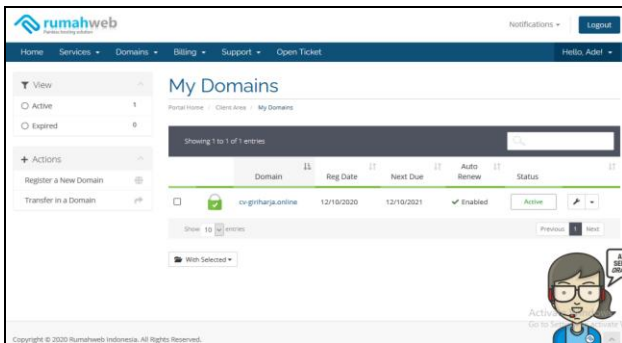 rumahweb
Notifications
Logout
Home Services Domains Billing Support Open Ticket
Hello, Ade!
View
Active 1
Expired 0
Actions
Register a New Domain
Transfer in a Domain
My Domains
Portal Home / Client Area / My Domains
Showing 1 to 1 of 1 entries
Domain Reg Date Next Due Auto Renew Status
cv-giriharja.online 12/10/2020 12/10/2021 Enabled Active
Show 10 entries
Previous 1 Next
With Selected
Copyright © 2020 Rumahweb Indonesia. All Rights Reserved.